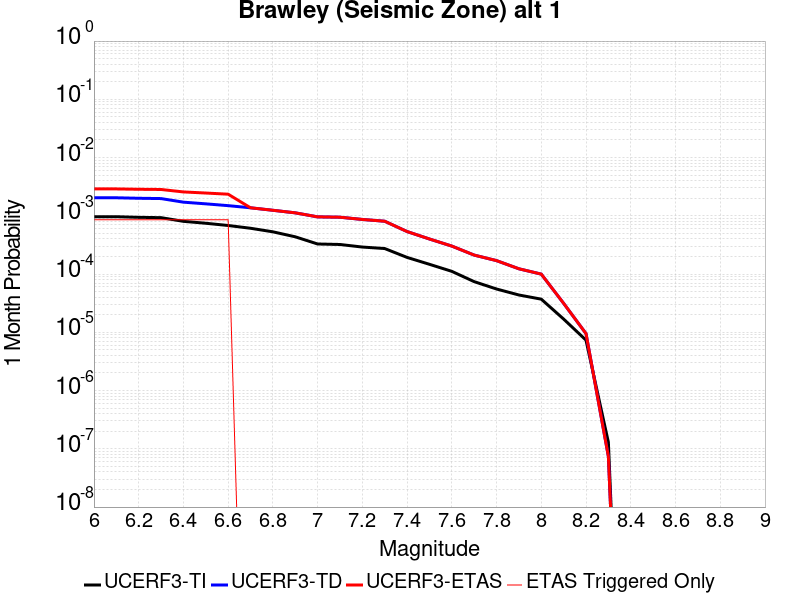 Brawley (Seismic Zone) alt 1
1 Month Probability
10^0
10^-1
10^-2
10^-3
10^-4
10^-5
10^-6
10^-7
10^-8
6 6.2 6.4 6.6 6.8 7 7.2 7.4 7.6 7.8 8 8.2 8.4 8.6 8.8 9
Magnitude
UCERF3-TI UCERF3-TD UCERF3-ETAS ETAS Triggered Only